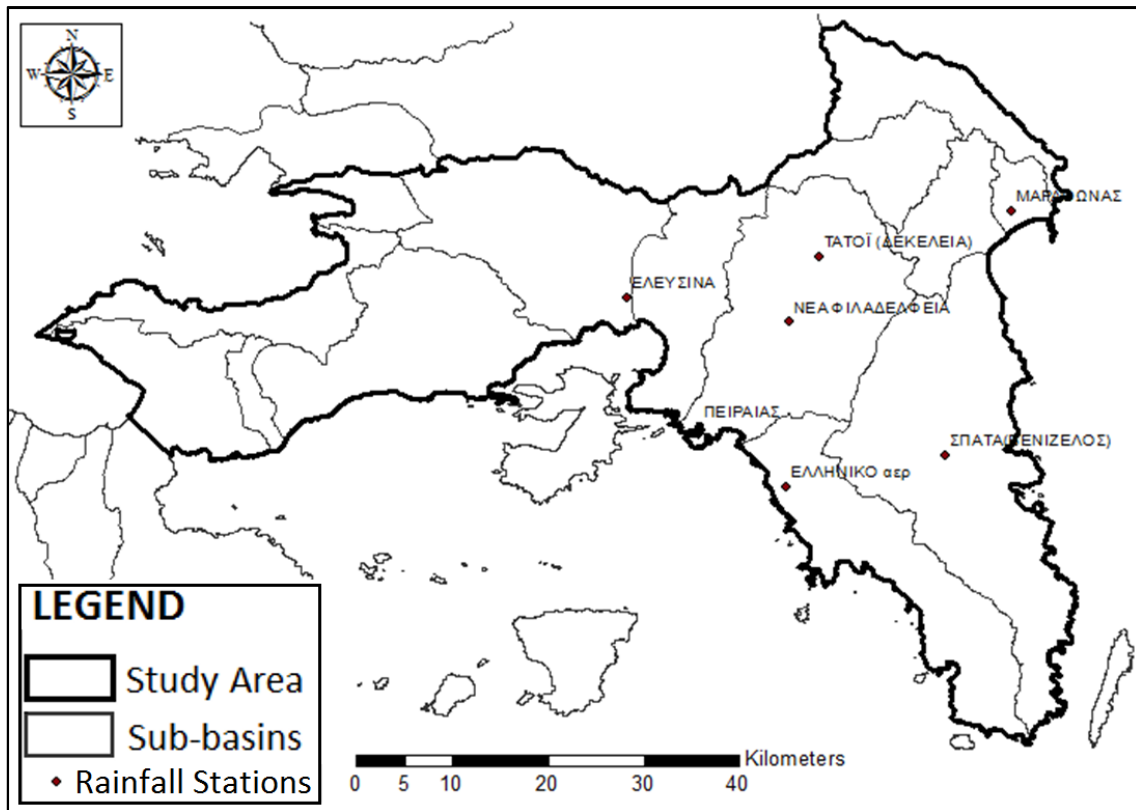 N
W E
S
ΜΑΡΑΘΩΝΑΣ
ΤΑΤΟΪ (ΔΕΚΕΛΕΙΑ)
ΕΛΕΥΣΙΝΑ
ΝΕΑ ΦΙΛΑΔΕΛΦΕΙΑ
ΠΕΙΡΑΙΑΣ
ΣΠΑΤΑ(ΒΕΝΙΖΕΛΟΣ)
ΕΛΛΗΝΙΚΟ αερ
LEGEND
Study Area
Sub-basins
Rainfall Stations
Kilometers
0 5 10 20 30 40